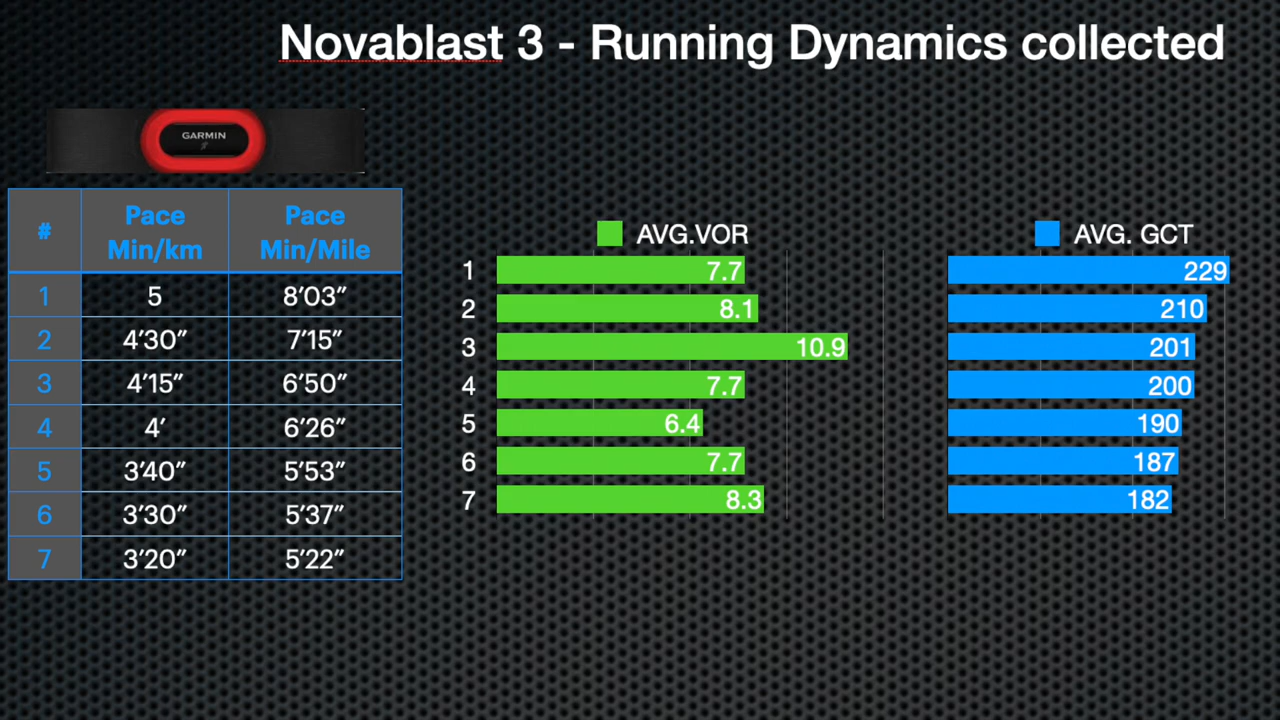 Novablast 3 - Running Dynamics collected
GARMIN
# Pace Min/km Pace Min/Mile
1 5 8’03”
2 4’30” 7’15”
3 4’15” 6’50”
4 4’ 6’26”
5 3’40” 5’53”
6 3’30” 5’37”
7 3’20” 5’22”
AVG.VOR
1 7.7
2 8.1
3 10.9
4 7.7
5 6.4
6 7.7
7 8.3
AVG. GCT
229
210
201
200
190
187
182